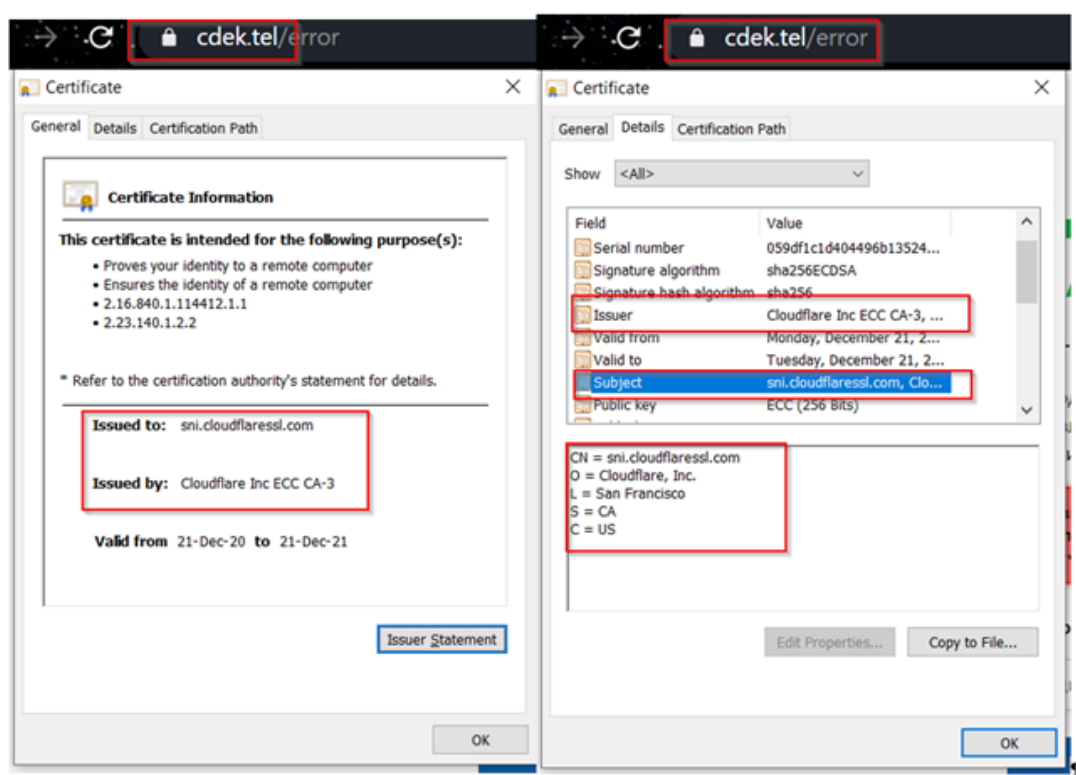 cdek.tel/error
Certificate
General Details Certification Path
Certificate Information
This certificate is intended for the following purpose(s):
• Proves your identity to a remote computer
• Ensures the identity of a remote computer
• 2.16.840.1.114412.1.1
• 2.23.140.1.2.2
* Refer to the certification authority's statement for details.
Issued to: sni.cloudflaressl.com
Issued by: Cloudflare Inc ECC CA-3
Valid from 21-Dec-20 to 21-Dec-21
Issuer Statement
OK
cdek.tel/error
Certificate
General Details Certification Path
Show <All>
Field Value
Serial number 059df1c1d404496b13524...
Signature algorithm sha256ECDSA
Signature hash algorithm sha256
Issuer Cloudflare Inc ECC CA-3, ...
Valid from Monday, December 21, 2...
Valid to Tuesday, December 21, 2...
Subject sni.cloudflaressl.com, Clo...
Public key ECC (256 Bits)
CN = sni.cloudflaressl.com
O = Cloudflare, Inc.
L = San Francisco
S = CA
C = US
Edit Properties... Copy to File...
OK